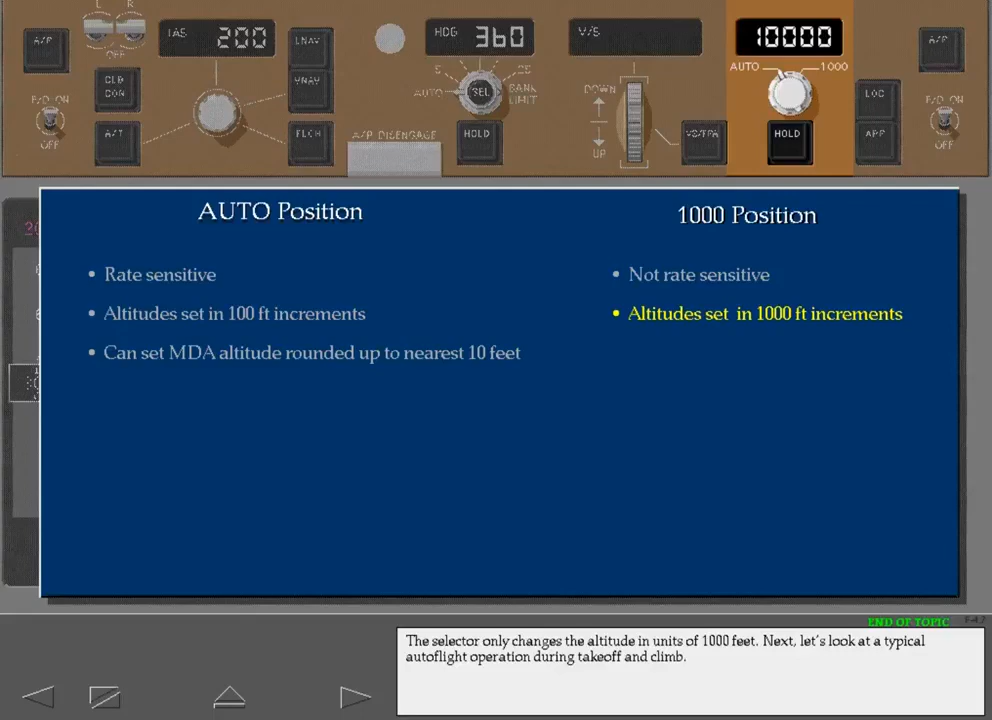 L R
A/P
IAS 200
LNAV
HDG 360
V/S
10000
A/P
OFF
AUTO 1000
CLB
CON
VNAV
5 25
AUTO SEL BANK
LIMIT
DOWN
LOC
F/D ON
F/D ON
OFF
A/T
FLCH
A/P DISENGAGE
HOLD
UP
VS/FPA
HOLD
APP
OFF
AUTO Position
1000 Position
• Rate sensitive
• Not rate sensitive
• Altitudes set in 100 ft increments
• Altitudes set in 1000 ft increments
• Can set MDA altitude rounded up to nearest 10 feet
END OF TOPIC
The selector only changes the altitude in units of 1000 feet. Next, let's look at a typical
autoflight operation during takeoff and climb.